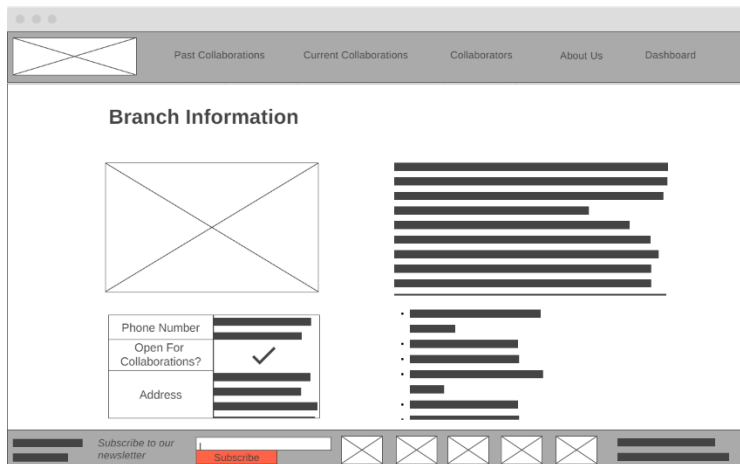 Past Collaborations Current Collaborations Collaborators About Us Dashboard
Branch Information
Phone Number
Open For
Collaborations?
Address
Subscribe to our
newsletter
Subscribe